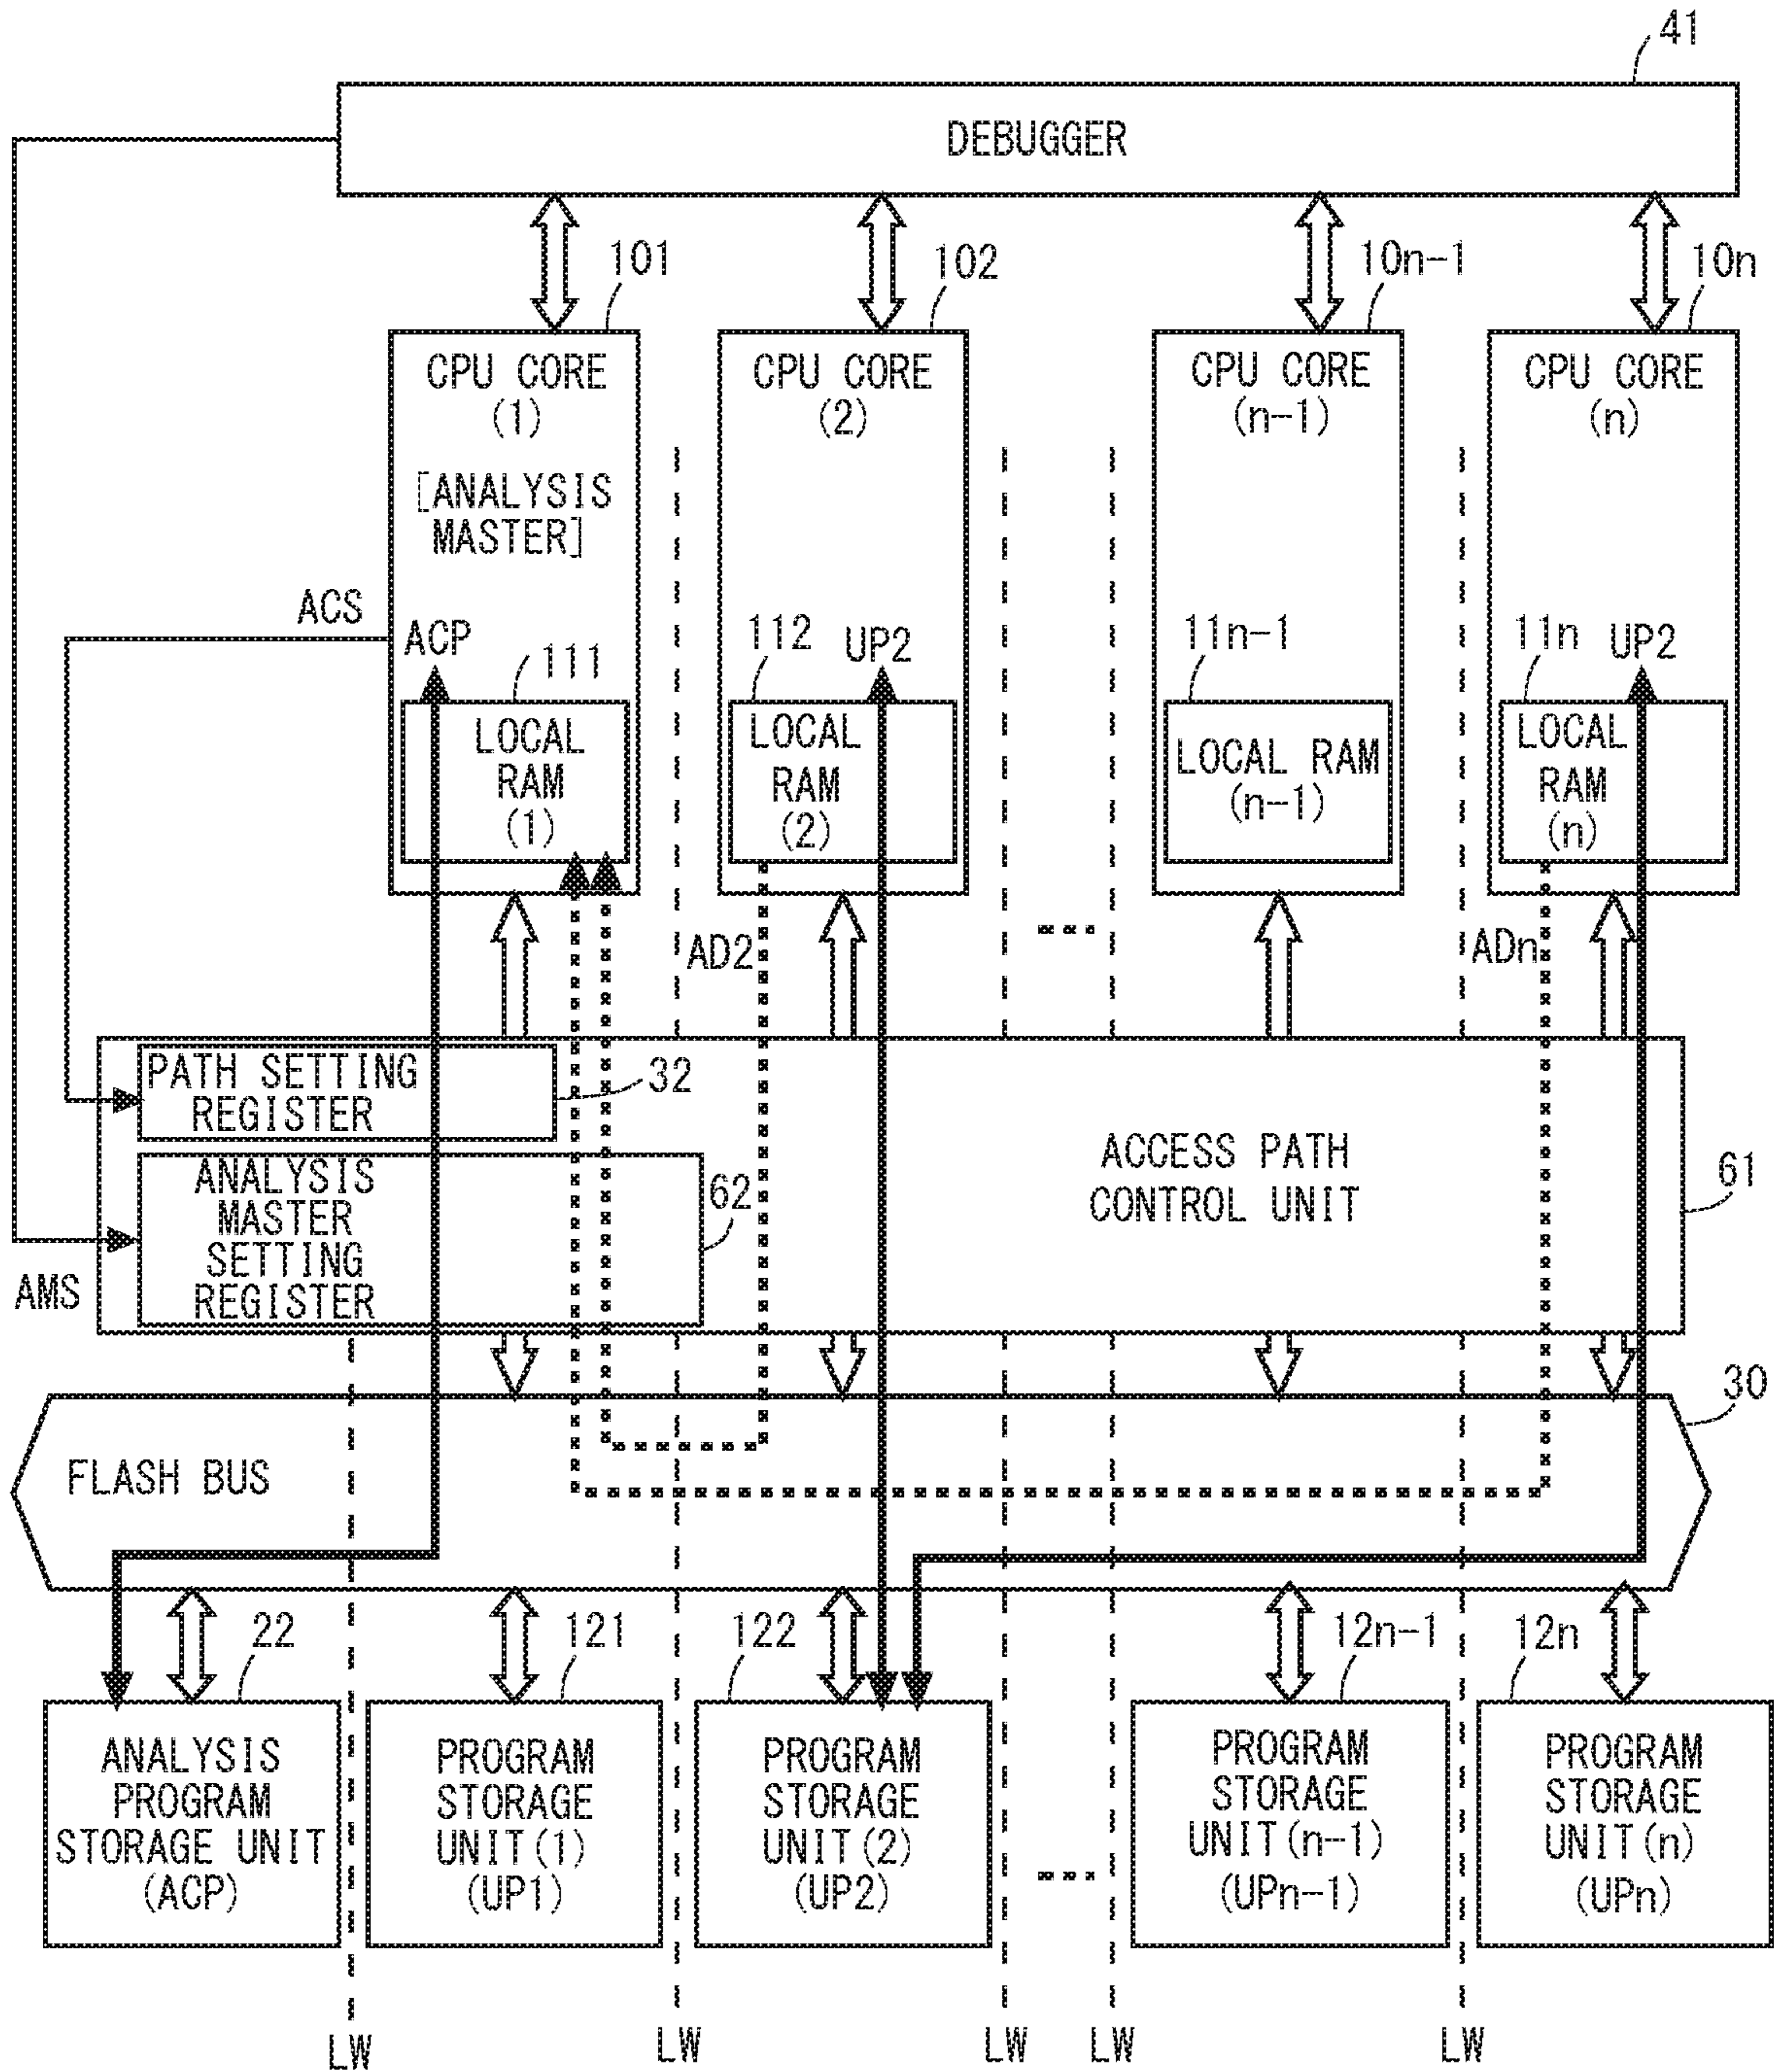 41
DEBUGGER
101
102
10n-1
10n
CPU CORE
(1)
[ANALYSIS
MASTER]
CPU CORE
(2)
CPU CORE
(n-1)
CPU CORE
(n)
ACS
ACP
111
112
UP2
11n-1
11n
UP2
LOCAL
RAM
(1)
LOCAL
RAM
(2)
LOCAL RAM
(n-1)
LOCAL
RAM
(n)
AD2
ADn
PATH SETTING
REGISTER
32
ANALYSIS
MASTER
SETTING
REGISTER
62
ACCESS PATH
CONTROL UNIT
61
AMS
30
FLASH BUS
22
121
122
12n-1
12n
ANALYSIS
PROGRAM
STORAGE UNIT
(ACP)
PROGRAM
STORAGE
UNIT(1)
(UP1)
PROGRAM
STORAGE
UNIT(2)
(UP2)
PROGRAM
STORAGE
UNIT(n-1)
(UPn-1)
PROGRAM
STORAGE
UNIT(n)
(UPn)
LW
LW
LW
LW
LW